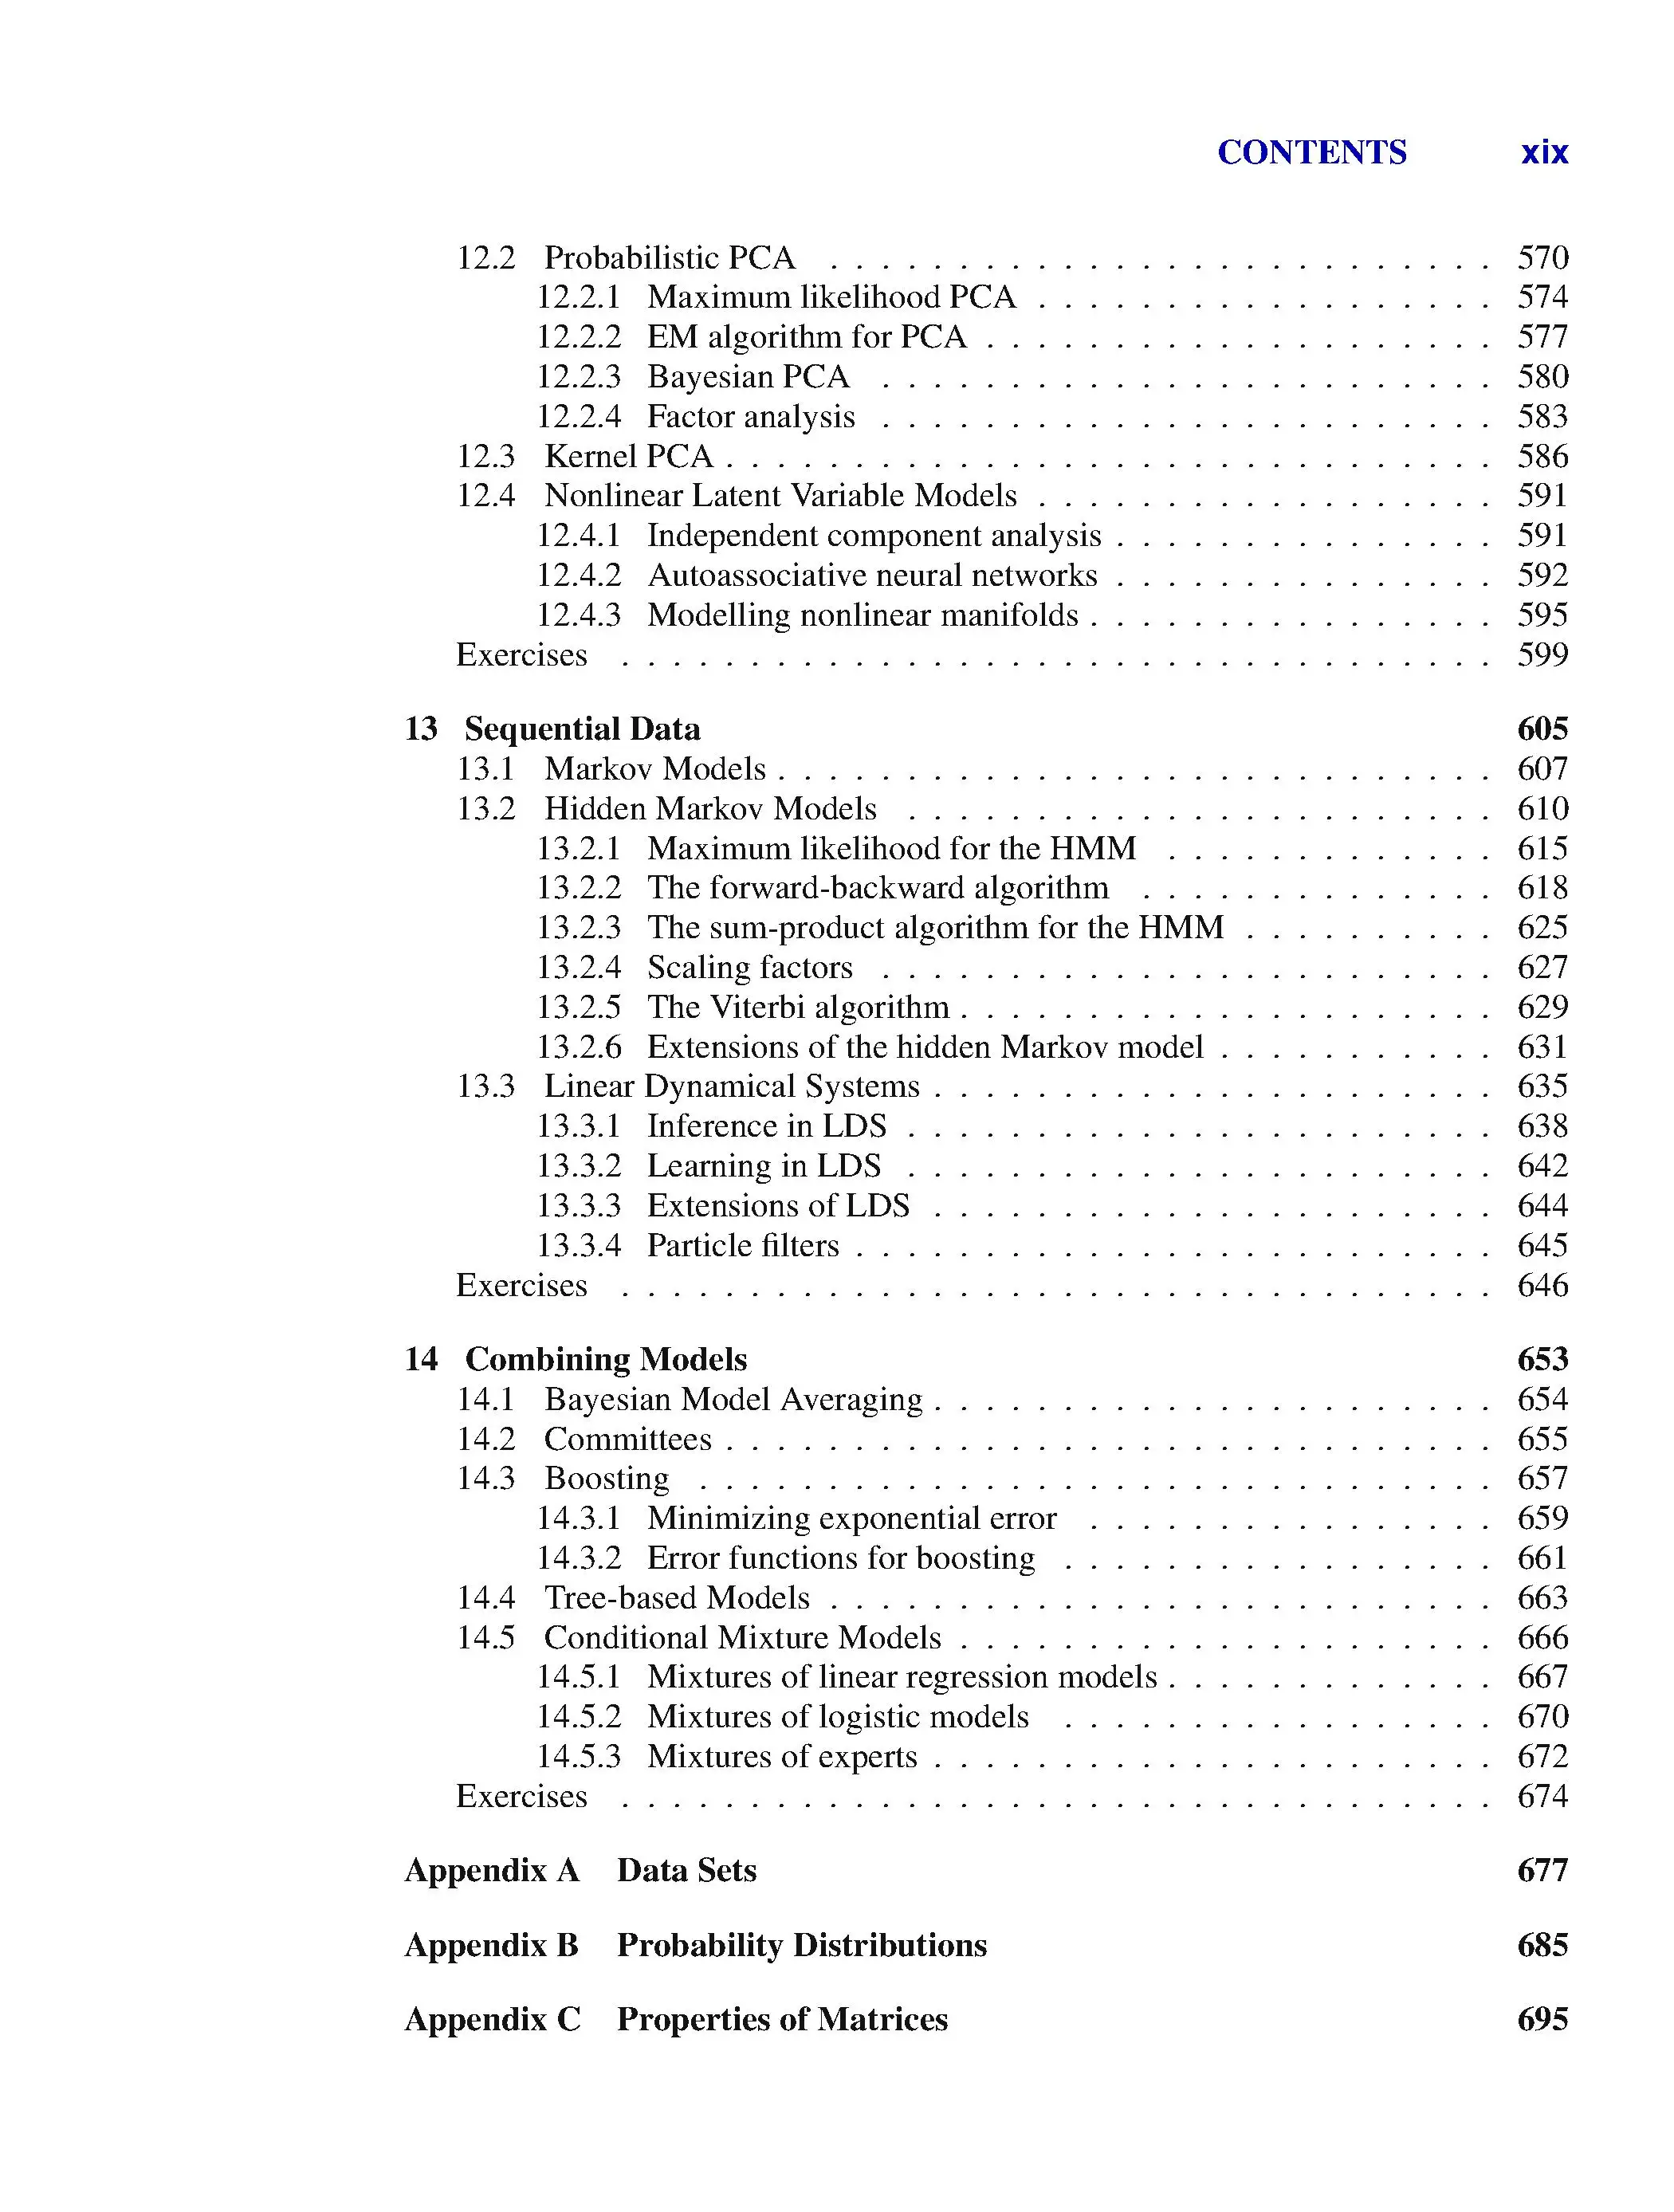 CONTENTS xix
12.2 Probabilistic PCA . . . . . . . . . . . . . . . . . . . . . . . . . . 570
12.2.1 Maximum likelihood PCA . . . . . . . . . . . . . . . . . . 574
12.2.2 EM algorithm for PCA . . . . . . . . . . . . . . . . . . . . 577
12.2.3 Bayesian PCA . . . . . . . . . . . . . . . . . . . . . . . . 580
12.2.4 Factor analysis . . . . . . . . . . . . . . . . . . . . . . . . 583
12.3 Kernel PCA . . . . . . . . . . . . . . . . . . . . . . . . . . . . . . 586
12.4 Nonlinear Latent Variable Models . . . . . . . . . . . . . . . . . . 591
12.4.1 Independent component analysis . . . . . . . . . . . . . . . 591
12.4.2 Autoassociative neural networks . . . . . . . . . . . . . . . 592
12.4.3 Modelling nonlinear manifolds . . . . . . . . . . . . . . . . 595
Exercises . . . . . . . . . . . . . . . . . . . . . . . . . . . . . . . . . . 599
13 Sequential Data 605
13.1 Markov Models . . . . . . . . . . . . . . . . . . . . . . . . . . . . 607
13.2 Hidden Markov Models . . . . . . . . . . . . . . . . . . . . . . . 610
13.2.1 Maximum likelihood for the HMM . . . . . . . . . . . . . 615
13.2.2 The forward-backward algorithm . . . . . . . . . . . . . . 618
13.2.3 The sum-product algorithm for the HMM . . . . . . . . . . 625
13.2.4 Scaling factors . . . . . . . . . . . . . . . . . . . . . . . . 627
13.2.5 The Viterbi algorithm . . . . . . . . . . . . . . . . . . . . . 629
13.2.6 Extensions of the hidden Markov model . . . . . . . . . . . 631
13.3 Linear Dynamical Systems . . . . . . . . . . . . . . . . . . . . . . 635
13.3.1 Inference in LDS . . . . . . . . . . . . . . . . . . . . . . . 638
13.3.2 Learning in LDS . . . . . . . . . . . . . . . . . . . . . . . 642
13.3.3 Extensions of LDS . . . . . . . . . . . . . . . . . . . . . . 644
13.3.4 Particle filters . . . . . . . . . . . . . . . . . . . . . . . . . 645
Exercises . . . . . . . . . . . . . . . . . . . . . . . . . . . . . . . . . . 646
14 Combining Models 653
14.1 Bayesian Model Averaging . . . . . . . . . . . . . . . . . . . . . . 654
14.2 Committees . . . . . . . . . . . . . . . . . . . . . . . . . . . . . . 655
14.3 Boosting . . . . . . . . . . . . . . . . . . . . . . . . . . . . . . . 657
14.3.1 Minimizing exponential error . . . . . . . . . . . . . . . . 659
14.3.2 Error functions for boosting . . . . . . . . . . . . . . . . . 661
14.4 Tree-based Models . . . . . . . . . . . . . . . . . . . . . . . . . . 663
14.5 Conditional Mixture Models . . . . . . . . . . . . . . . . . . . . . 666
14.5.1 Mixtures of linear regression models . . . . . . . . . . . . . 667
14.5.2 Mixtures of logistic models . . . . . . . . . . . . . . . . . 670
14.5.3 Mixtures of experts . . . . . . . . . . . . . . . . . . . . . . 672
Exercises . . . . . . . . . . . . . . . . . . . . . . . . . . . . . . . . . . 674
Appendix A Data Sets 677
Appendix B Probability Distributions 685
Appendix C Properties of Matrices 695